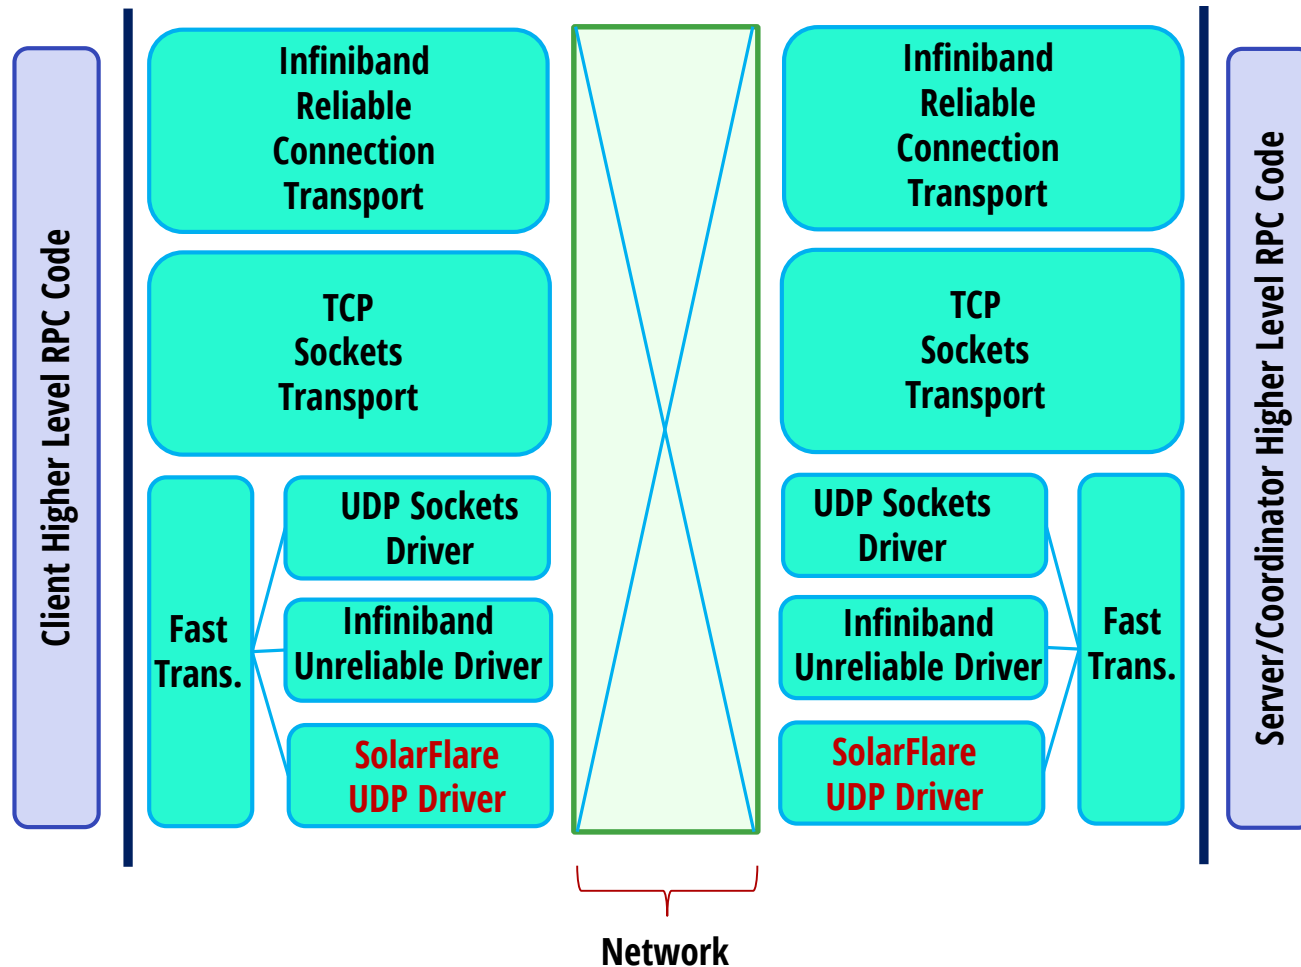 Client Higher Level RPC Code
Infiniband
Reliable
Connection
Transport
TCP
Sockets
Transport
Fast
Trans.
UDP Sockets
Driver
Infiniband
Unreliable Driver
SolarFlare
UDP Driver
Network
Infiniband
Reliable
Connection
Transport
TCP
Sockets
Transport
UDP Sockets
Driver
Infiniband
Unreliable Driver
SolarFlare
UDP Driver
Fast
Trans.
Server/Coordinator Higher Level RPC Code